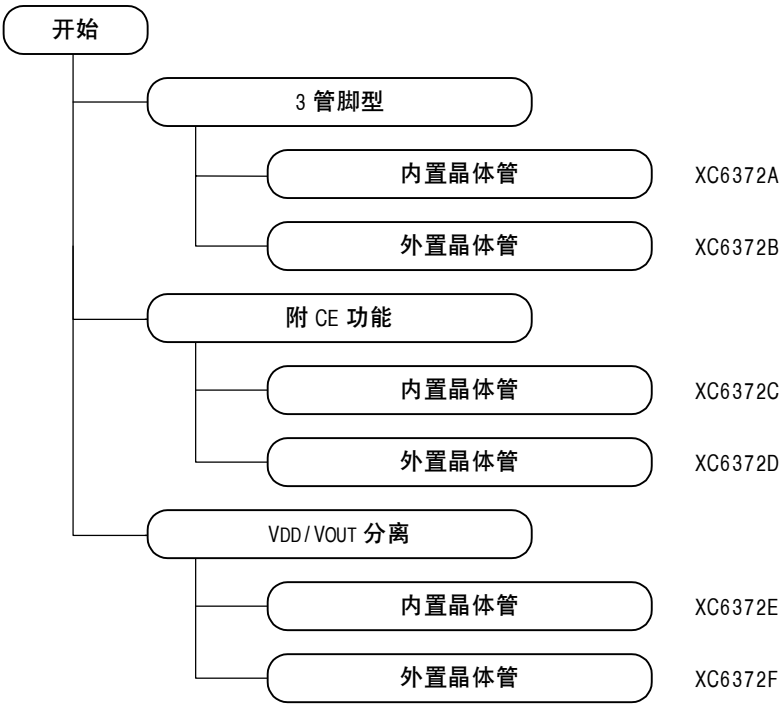 开始
3 管脚型
内置晶体管 XC6372A
外置晶体管 XC6372B
附 CE 功能
内置晶体管 XC6372C
外置晶体管 XC6372D
VDD/VOUT 分离
内置晶体管 XC6372E
外置晶体管 XC6372F